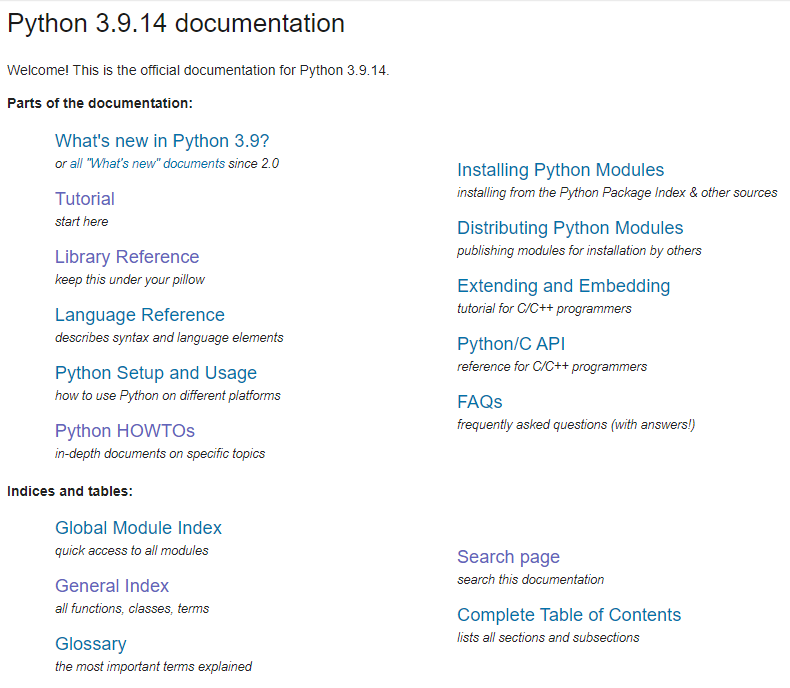 Python 3.9.14 documentation
Welcome! This is the official documentation for Python 3.9.14.
Parts of the documentation:
What's new in Python 3.9?
or all "What's new" documents since 2.0
Tutorial
start here
Library Reference
keep this under your pillow
Language Reference
describes syntax and language elements
Python Setup and Usage
how to use Python on different platforms
Python HOWTOs
in-depth documents on specific topics
Installing Python Modules
installing from the Python Package Index & other sources
Distributing Python Modules
publishing modules for installation by others
Extending and Embedding
tutorial for C/C++ programmers
Python/C API
reference for C/C++ programmers
FAQs
frequently asked questions (with answers!)
Indices and tables:
Global Module Index
quick access to all modules
General Index
all functions, classes, terms
Glossary
the most important terms explained
Search page
search this documentation
Complete Table of Contents
lists all sections and subsections